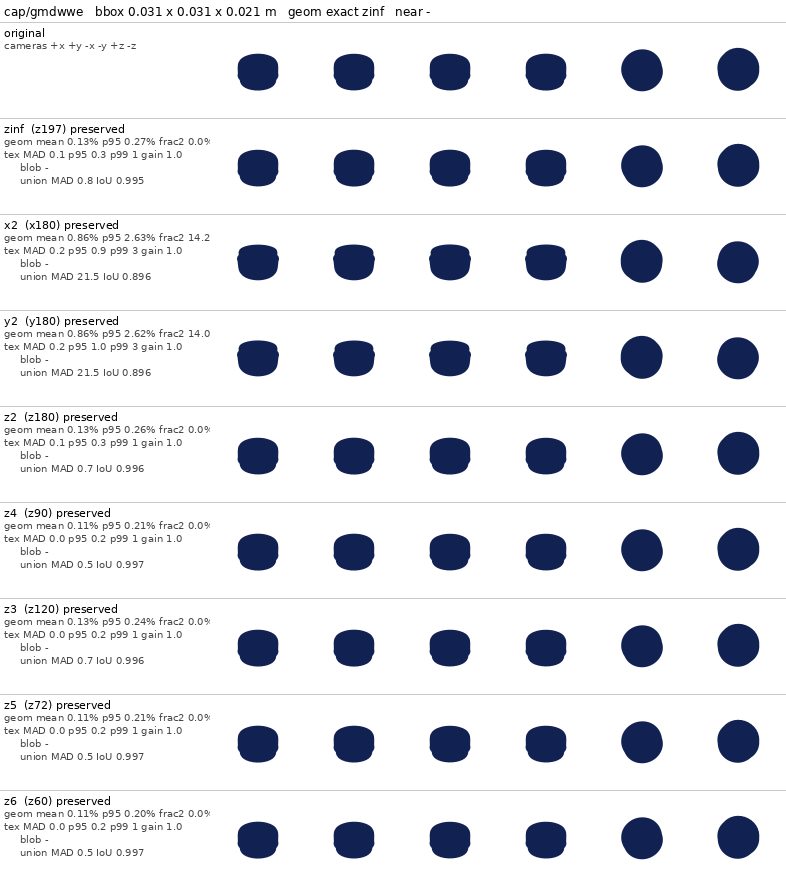 cap/gmdwwe bbox 0.031 x 0.031 x 0.021 m geom exact zinf near -
original
cameras +x +y -x -y +z -z
zinf (z197) preserved
geom mean 0.13% p95 0.27% frac2 0.0%
tex MAD 0.1 p95 0.3 p99 1 gain 1.0
blob -
union MAD 0.8 IoU 0.995
x2 (x180) preserved
geom mean 0.86% p95 2.63% frac2 14.2
tex MAD 0.2 p95 0.9 p99 3 gain 1.0
blob -
union MAD 21.5 IoU 0.896
y2 (y180) preserved
geom mean 0.86% p95 2.62% frac2 14.0
tex MAD 0.2 p95 1.0 p99 3 gain 1.0
blob -
union MAD 21.5 IoU 0.896
z2 (z180) preserved
geom mean 0.13% p95 0.26% frac2 0.0%
tex MAD 0.1 p95 0.3 p99 1 gain 1.0
blob -
union MAD 0.7 IoU 0.996
z4 (z90) preserved
geom mean 0.11% p95 0.21% frac2 0.0%
tex MAD 0.0 p95 0.2 p99 1 gain 1.0
blob -
union MAD 0.5 IoU 0.997
z3 (z120) preserved
geom mean 0.13% p95 0.24% frac2 0.0%
tex MAD 0.0 p95 0.2 p99 1 gain 1.0
blob -
union MAD 0.7 IoU 0.996
z5 (z72) preserved
geom mean 0.11% p95 0.21% frac2 0.0%
tex MAD 0.0 p95 0.2 p99 1 gain 1.0
blob -
union MAD 0.5 IoU 0.997
z6 (z60) preserved
geom mean 0.11% p95 0.20% frac2 0.0%
tex MAD 0.0 p95 0.2 p99 1 gain 1.0
blob -
union MAD 0.5 IoU 0.997